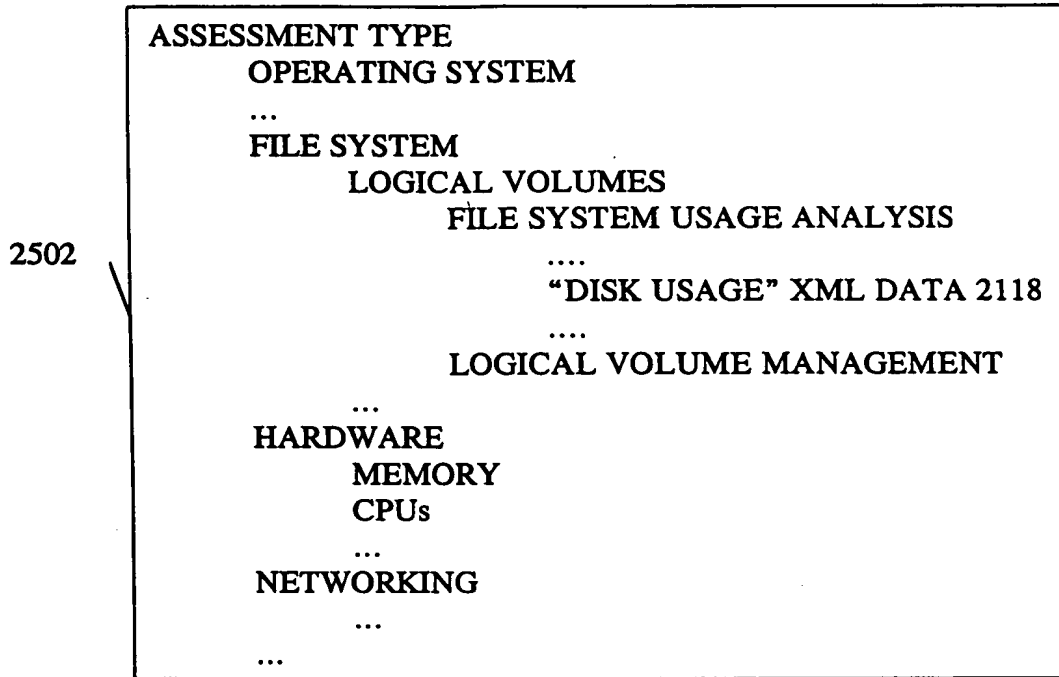 ASSESSMENT TYPE
OPERATING SYSTEM
...
FILE SYSTEM
LOGICAL VOLUMES
FILE SYSTEM USAGE ANALYSIS
2502
....
“DISK USAGE” XML DATA 2118
....
LOGICAL VOLUME MANAGEMENT
...
HARDWARE
MEMORY
CPUs
...
NETWORKING
...
...